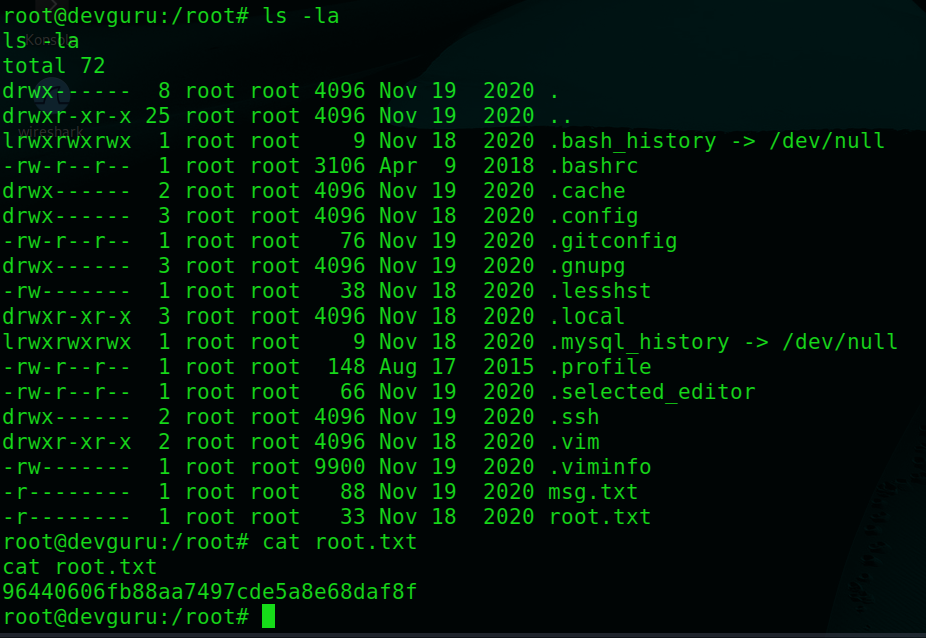 root@devguru:/root# ls -la
ls -la
total 72
drwx------  8 root root 4096 Nov 19  2020 .
drwxr-xr-x 25 root root 4096 Nov 19  2020 ..
lrwxrwxrwx  1 root root    9 Nov 18  2020 .bash_history -> /dev/null
-rw-r--r--  1 root root 3106 Apr  9  2018 .bashrc
drwx------  2 root root 4096 Nov 19  2020 .cache
drwx------  3 root root 4096 Nov 18  2020 .config
-rw-r--r--  1 root root   76 Nov 19  2020 .gitconfig
drwx------  3 root root 4096 Nov 19  2020 .gnupg
-rw-------  1 root root   38 Nov 18  2020 .lesshst
drwxr-xr-x  3 root root 4096 Nov 18  2020 .local
lrwxrwxrwx  1 root root    9 Nov 18  2020 .mysql_history -> /dev/null
-rw-r--r--  1 root root  148 Aug 17  2015 .profile
-rw-r--r--  1 root root   66 Nov 19  2020 .selected_editor
drwx------  2 root root 4096 Nov 19  2020 .ssh
drwxr-xr-x  2 root root 4096 Nov 18  2020 .vim
-rw-------  1 root root 9900 Nov 19  2020 .viminfo
-r--------  1 root root   88 Nov 19  2020 msg.txt
-r--------  1 root root   33 Nov 18  2020 root.txt
root@devguru:/root# cat root.txt
cat root.txt
96440606fb88aa7497cde5a8e68daf8f
root@devguru:/root#
wireshark